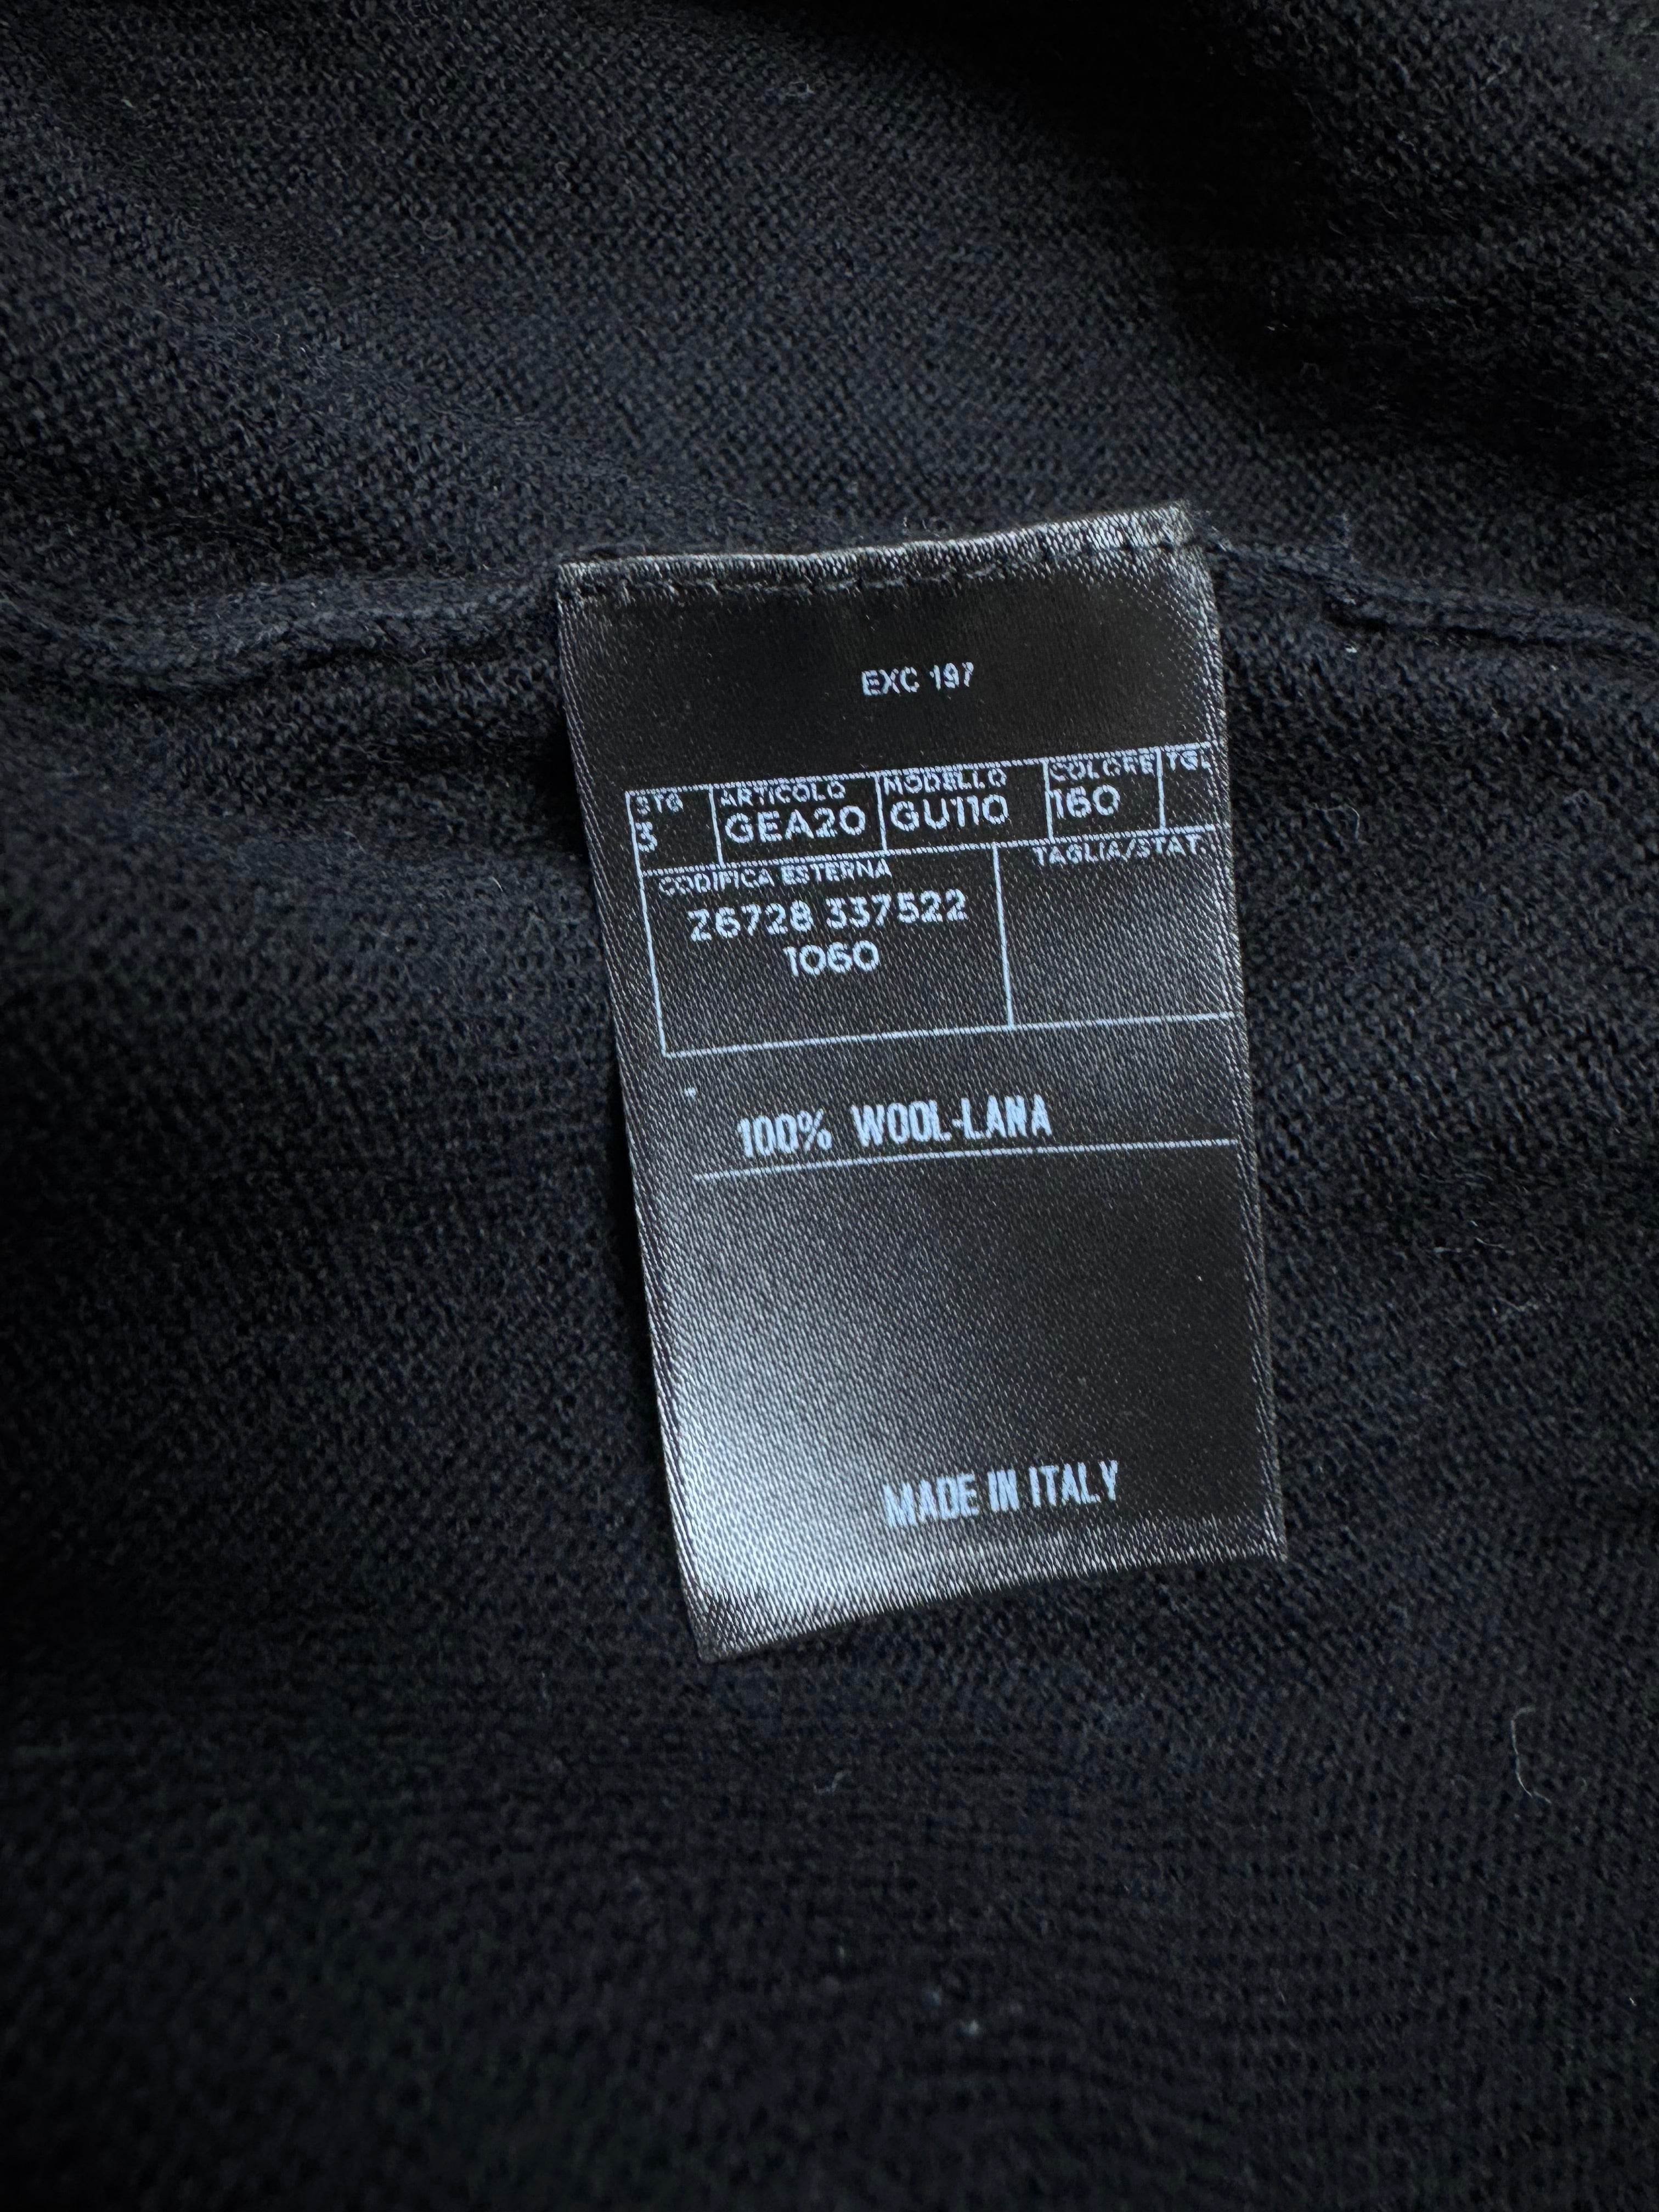 EXC 197
STG ARTICOLO MODELLO COLORE TGL
3 GEA20 GU110 160
CODIFICA ESTERNA TAGLIA/STAT.
Z6728 337522
1060
100% WOOL-LANA
MADE IN ITALY